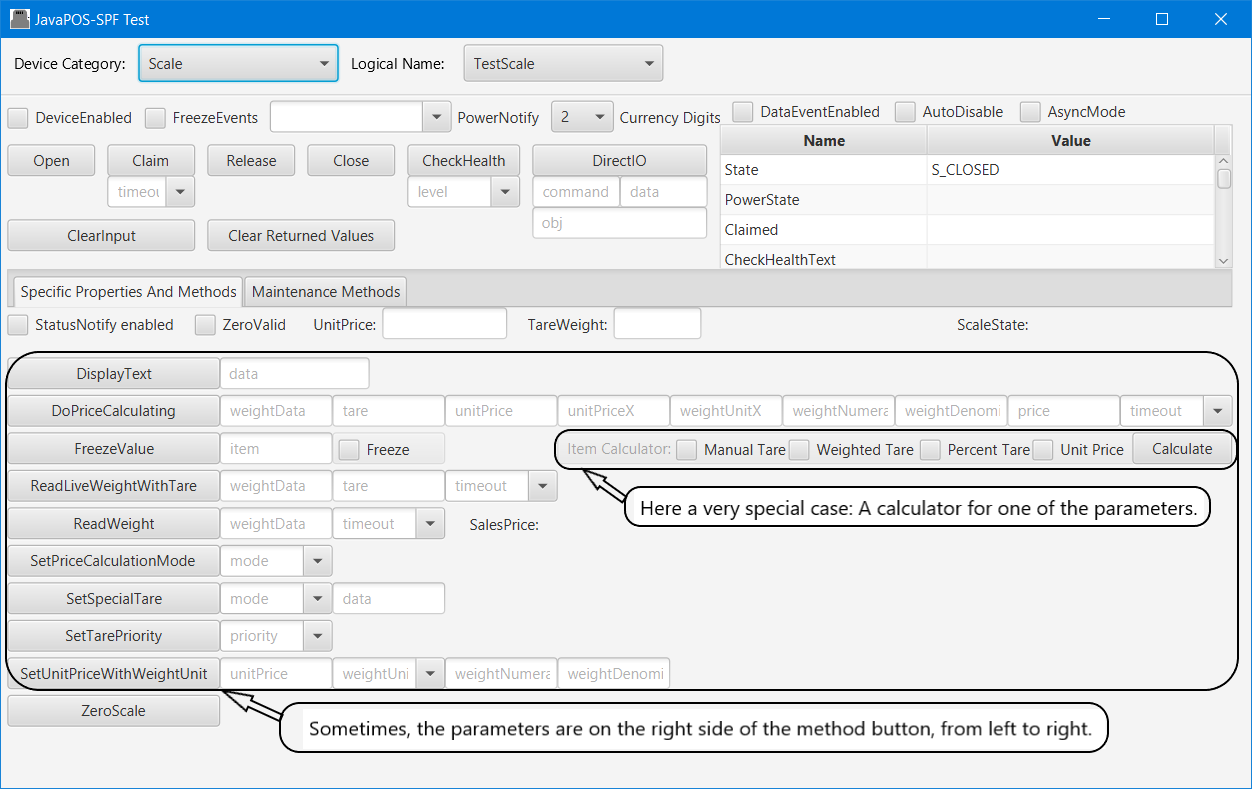 JavaPOS-SPF Test
Device Category: Scale Logical Name: TestScale
DeviceEnabled FreezeEvents PowerNotify 2 Currency Digits DataEventEnabled AutoDisable AsyncMode
Name Value
Open Claim Release Close CheckHealth DirectIO
State S_CLOSED
timeou level command data
PowerState
obj
Claimed
ClearInput Clear Returned Values
CheckHealthText
Specific Properties And Methods Maintenance Methods
StatusNotify enabled ZeroValid UnitPrice: TareWeight: ScaleState:
DisplayText data
DoPriceCalculating weightData tare unitPrice unitPriceX weightUnitX weightNumera weightDenomi price timeout
FreezeValue item Freeze Item Calculator: Manual Tare Weighted Tare Percent Tare Unit Price Calculate
ReadLiveWeightWithTare weightData tare timeout
Here a very special case: A calculator for one of the parameters.
ReadWeight weightData timeout SalesPrice:
SetPriceCalculationMode mode
SetSpecialTare mode data
SetTarePriority priority
SetUnitPriceWithWeightUnit unitPrice weightUni weightNumera weightDenomi
ZeroScale
Sometimes, the parameters are on the right side of the method button, from left to right.